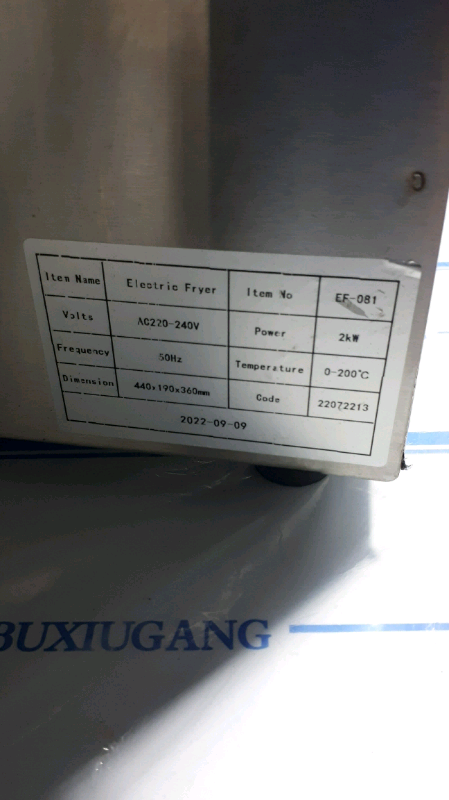 Item Name Electric Fryer Item No EF-081
Volts AC220-240V Power 2kW
Frequency 50Hz Temperature 0-200℃
Dimension 440x190x360mm Code 22072213
2022-09-09
BUXIUGANG